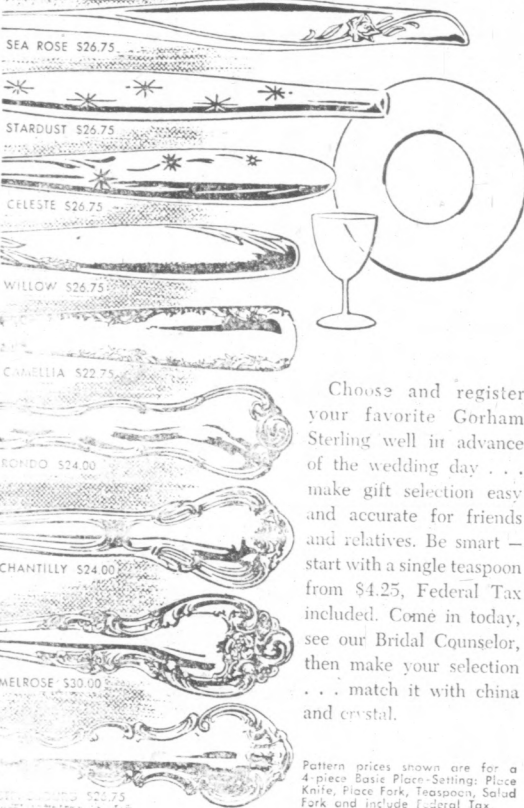 SEA ROSE $26.75
STARDUST $26.75
CELESTE $26.75
WILLOW $26.75
CAMELLIA $22.75
RONDO $24.00
CHANTILLY $24.00
MELROSE $30.00
$26.75
Choose and register
your favorite Gorham
Sterling well in advance
of the wedding day . . .
make gift selection easy
and accurate for friends
and relatives. Be smart —
start with a single teaspoon
from $4.25, Federal Tax
included. Come in today,
see our Bridal Counselor,
then make your selection
. . . match it with china
and crystal.
Pattern prices shown are for a
4-piece Basic Place-Setting: Place
Knife, Place Fork, Teaspoon, Salad
Fork and include Federal Tax